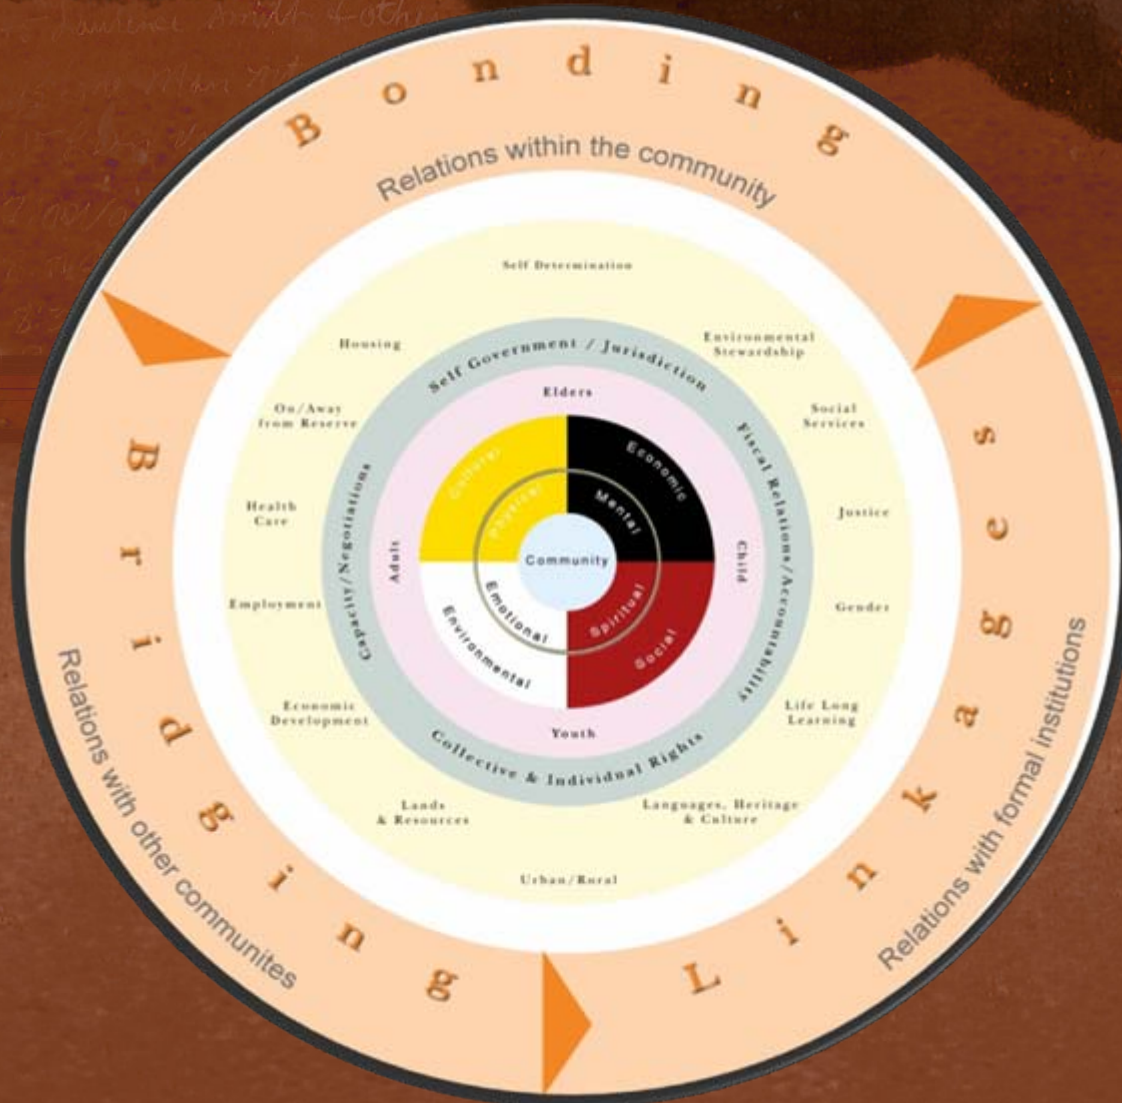 Bonding
Relations within the community
Self Determination
Housing
Environmental
Stewardship
On/Away
from Reserve
Social
Services
Health
Care
Justice
Employment
Gender
Economic
Development
Life Long
Learning
Lands
& Resources
Languages, Heritage
& Culture
Urban/Rural
Self Government / Jurisdiction
Fiscal Relations/Accountability
Capacity/Negotiations
Collective & Individual Rights
Elders
Adult
Child
Youth
Cultural
Economic
Physical
Mental
Community
Emotional
Spiritual
Environmental
Social
Bridging
Relations with other communites
Linkages
Relations with formal institutions